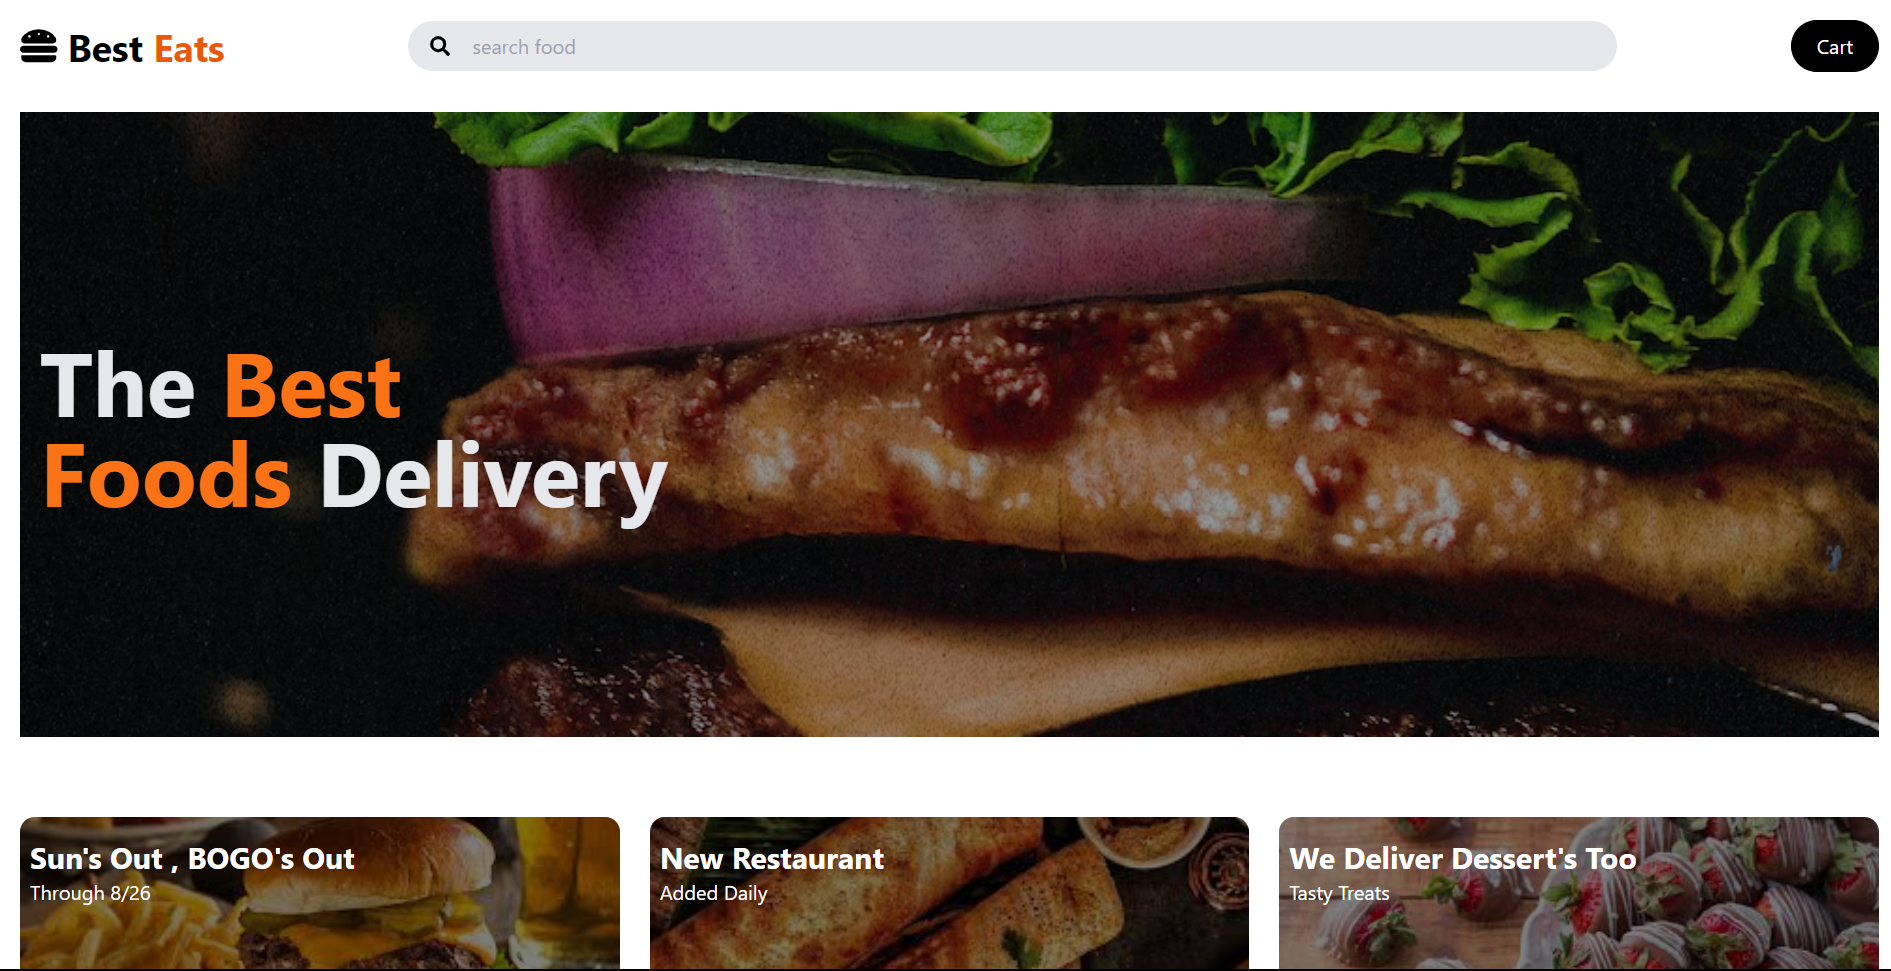 Best Eats
search food
Cart
The Best
Foods Delivery
Sun's Out , BOGO's Out
Through 8/26
New Restaurant
Added Daily
We Deliver Dessert's Too
Tasty Treats